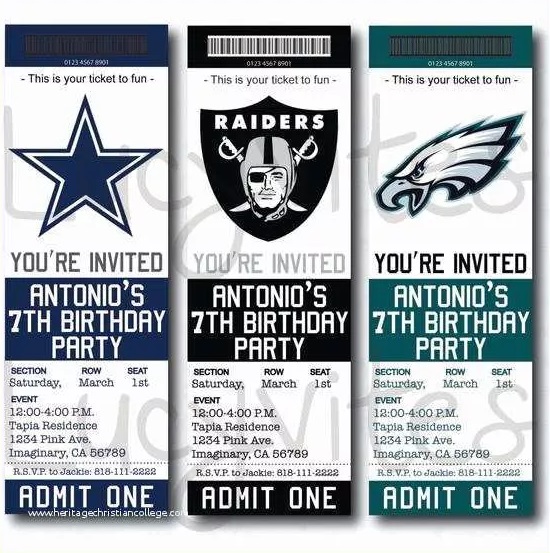 0123 4567 8901
- This is your ticket to fun -
YOU'RE INVITED
ANTONIO'S
7TH BIRTHDAY
PARTY
SECTION ROW SEAT
Saturday, March 1st
EVENT
12:00-4:00 P.M.
Tapia Residence
1234 Pink Ave.
Imaginary, CA 56789
R.S.V.P. to Jackie: 818-111-2222
ADMIT ONE
0123 4567 8901
- This is your ticket to fun -
RAIDERS
YOU'RE INVITED
ANTONIO'S
7TH BIRTHDAY
PARTY
SECTION ROW SEAT
Saturday, March 1st
EVENT
12:00-4:00 P.M.
Tapia Residence
1234 Pink Ave.
Imaginary, CA 56789
R.S.V.P. to Jackie: 818-111-2222
ADMIT ONE
0123 4567 8901
- This is your ticket to fun -
YOU'RE INVITED
ANTONIO'S
7TH BIRTHDAY
PARTY
SECTION ROW SEAT
Saturday, March 1st
EVENT
12:00-4:00 P.M.
Tapia Residence
1234 Pink Ave.
Imaginary, CA 56789
R.S.V.P. to Jackie: 818-111-2222
ADMIT ONE
Lucyvites
Lucyvites
www.heritagechristiancollege.com